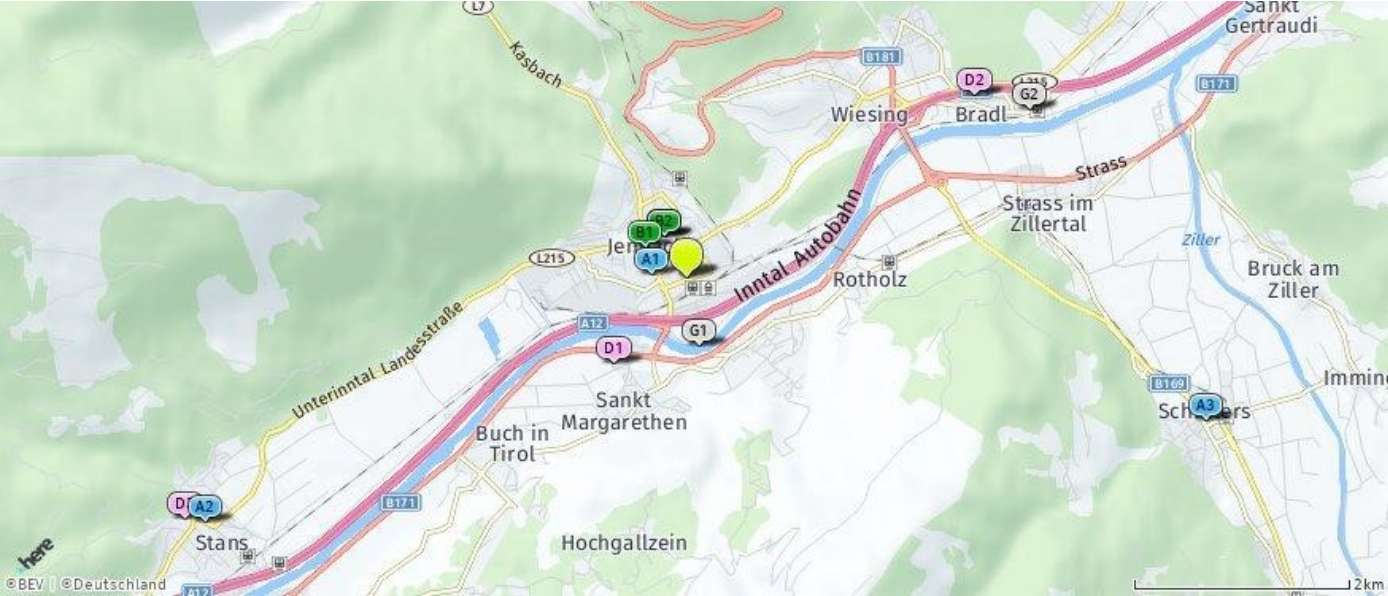 L7
Sankt
Gertraudi
Kasbach
B181
D2
L215
G2
B171
Wiesing
Bradl
Strass
B2
B1
A1
Strass im
Zillertal
Ziller
L215
Inntal Autobahn
Rotholz
Bruck am
Ziller
A12
G1
D1
Unterinntal Landesstraße
Sankt
Margarethen
B169
A3
Buch in
Tirol
B171
A2
Stans
Hochgallzein
here
©BEV | ©Deutschland
A12
2km